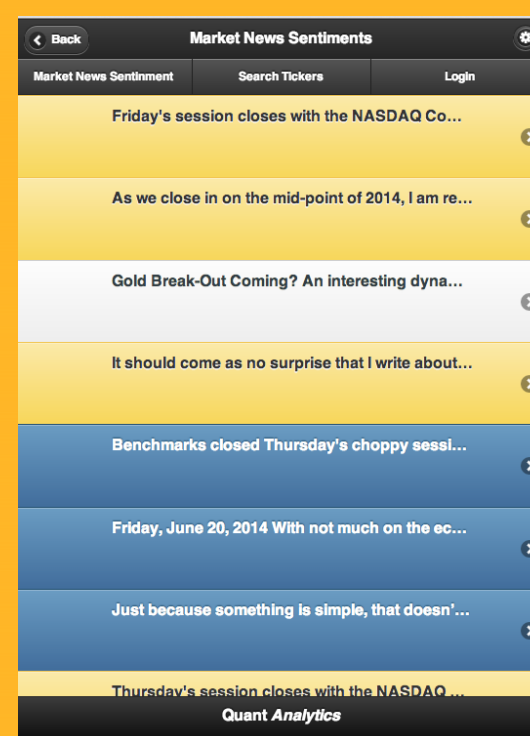 Back
Market News Sentiments
Market News Sentinment
Search Tickers
Login
Friday's session closes with the NASDAQ Co...
As we close in on the mid-point of 2014, I am re...
Gold Break-Out Coming? An interesting dyna...
It should come as no surprise that I write about...
Benchmarks closed Thursday's choppy sessi...
Friday, June 20, 2014 With not much on the ec...
Just because something is simple, that doesn'...
Thursday's session closes with the NASDAQ ...
Quant Analytics